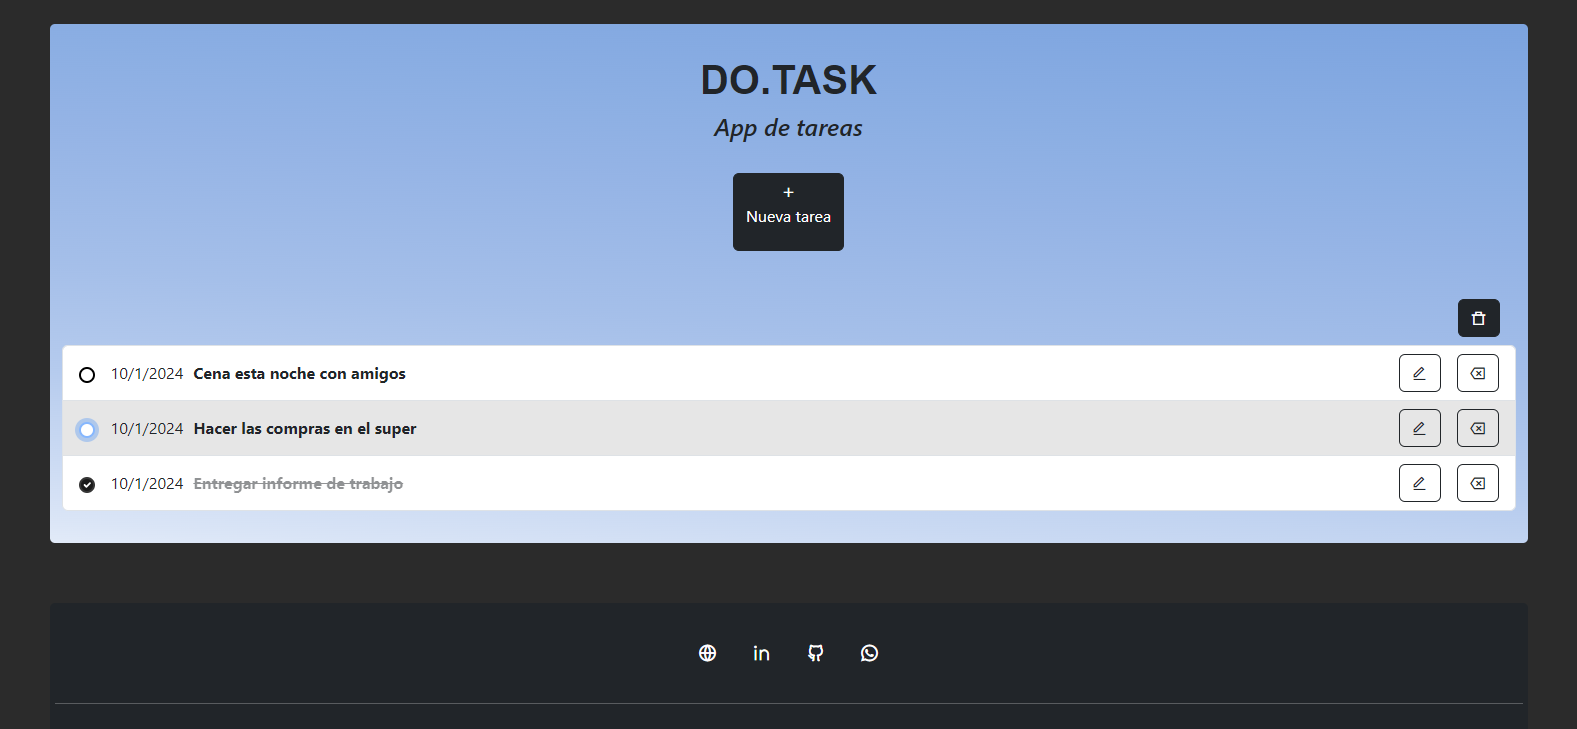 DO.TASK
App de tareas
+
Nueva tarea
10/1/2024 Cena esta noche con amigos
10/1/2024 Hacer las compras en el super
10/1/2024 Entregar informe de trabajo
in